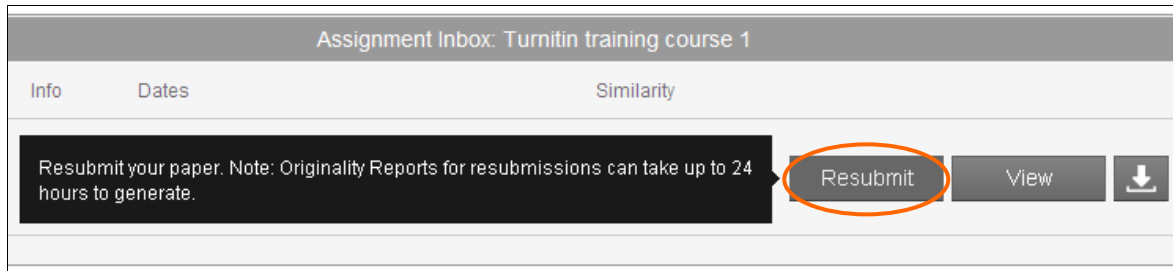 Assignment Inbox: Turnitin training course 1
Info Dates Similarity
Resubmit your paper. Note: Originality Reports for resubmissions can take up to 24
hours to generate.
Resubmit View